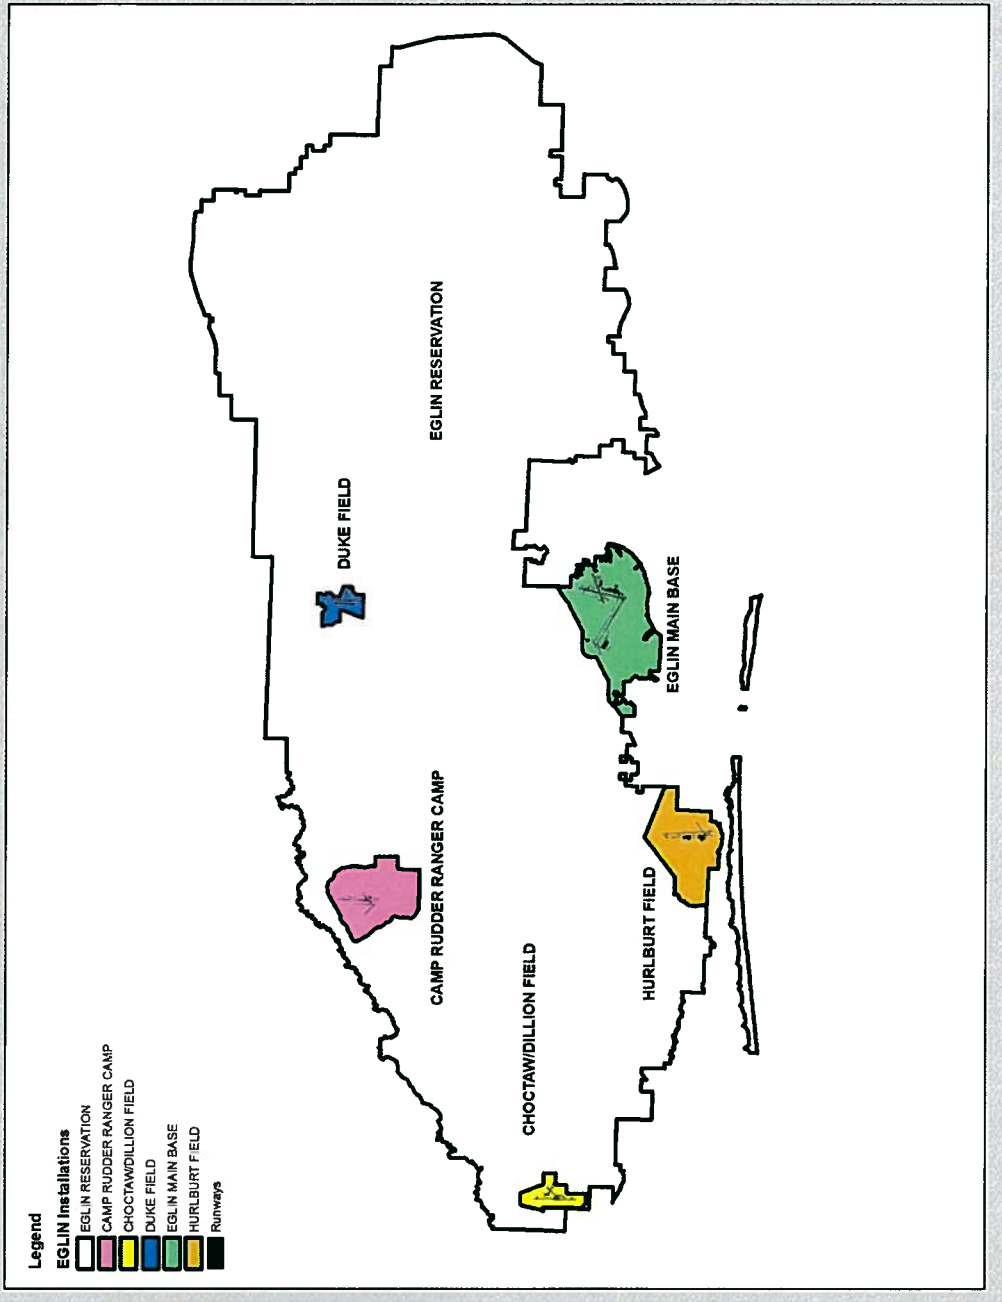 Legend
EGLIN Installations
EGLIN RESERVATION
CAMP RUDDER RANGER CAMP
CHOCTAW/DILLION FIELD
DUKE FIELD
EGLIN MAIN BASE
HURLBURT FIELD
Runways
DUKE FIELD
EGLIN RESERVATION
CAMP RUDDER RANGER CAMP
CHOCTAW/DILLION FIELD
HURLBURT FIELD
EGLIN MAIN BASE